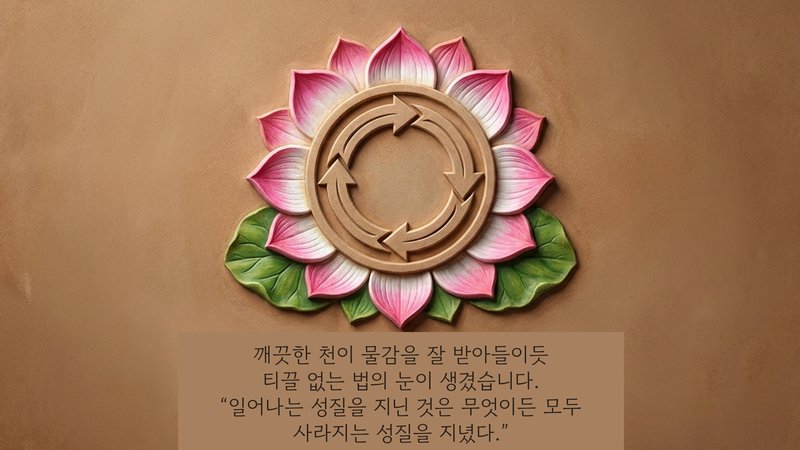 깨끗한 천이 물감을 잘 받아들이듯
티끌 없는 법의 눈이 생겼습니다.
“일어나는 성질을 지닌 것은 무엇이든 모두
사라지는 성질을 지녔다.”